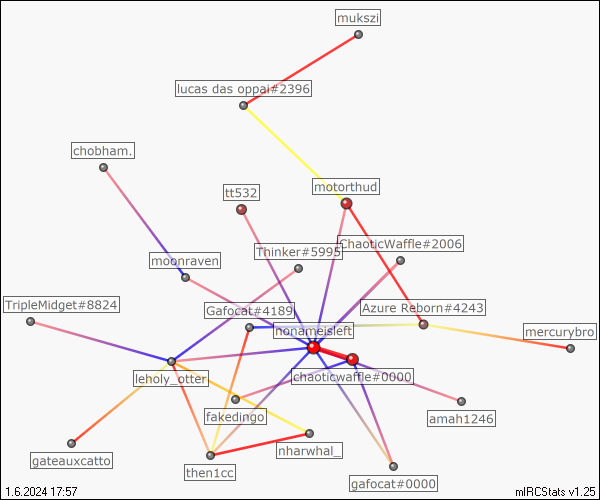 mukszi
lucas das oppai#2396
chobham.
tt532
motorthud
Thinker#5995
ChaoticWaffle#2006
moonraven
TripleMidget#8824
Gafocat#4189
Azure Reborn#4243
nonameisleft
mercurybro
leholy_otter
chaoticwaffle#0000
fakedingo
amah1246
nharwhal_
gateauxcatto
then1cc
gafocat#0000
1.6.2024 17:57
mIRCStats v1.25